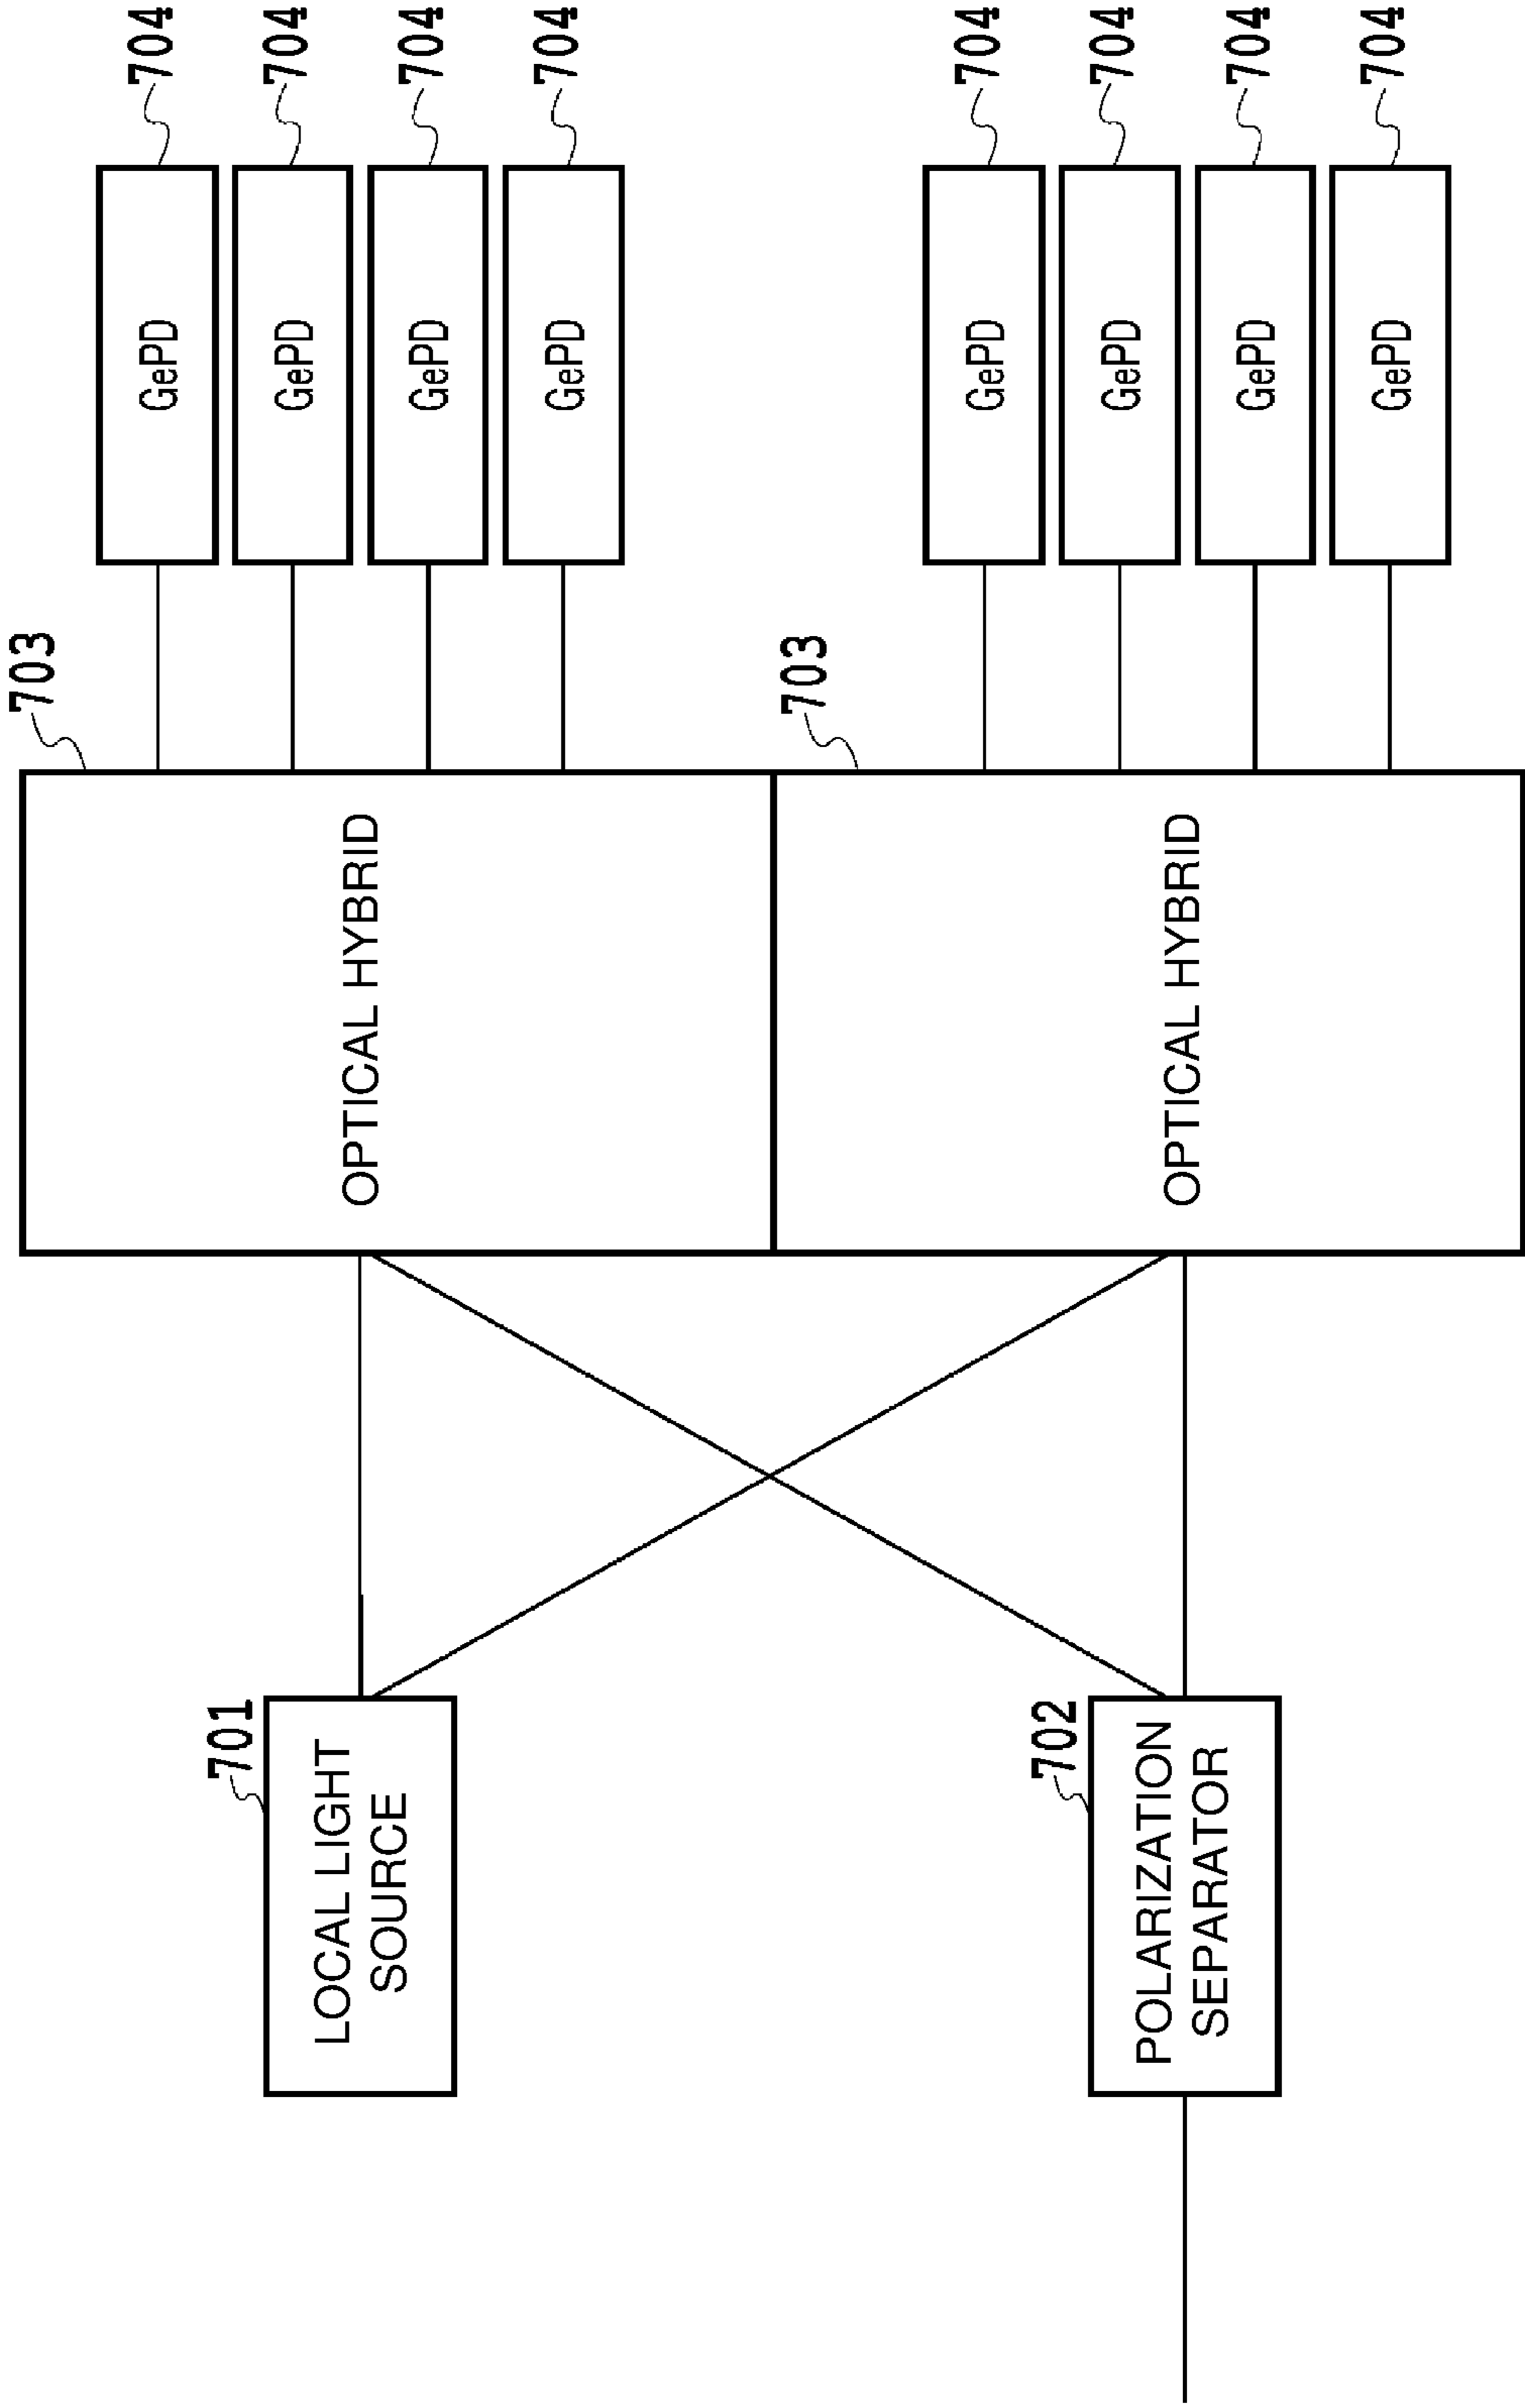 704
704
704
704
704
704
704
704
GePD
GePD
GePD
GePD
GePD
GePD
GePD
GePD
703
703
OPTICAL HYBRID
OPTICAL HYBRID
701
LOCAL LIGHT
SOURCE
702
POLARIZATION
SEPARATOR